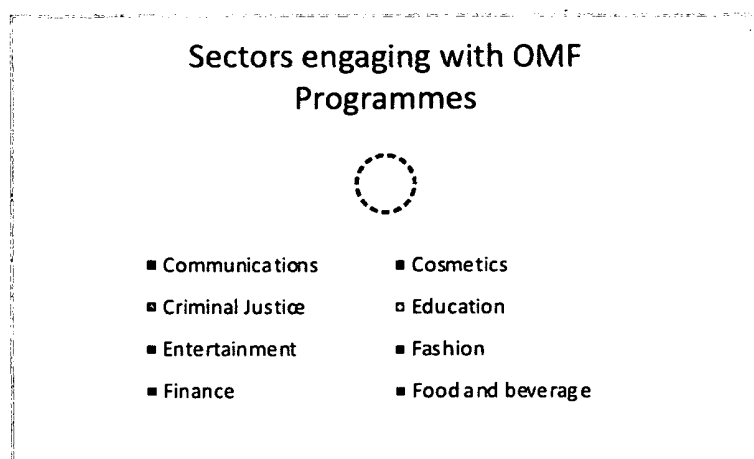 Sectors engaging with OMF
Programmes
Communications
Cosmetics
Criminal Justice
Education
Entertainment
Fashion
Finance
Food and beverage